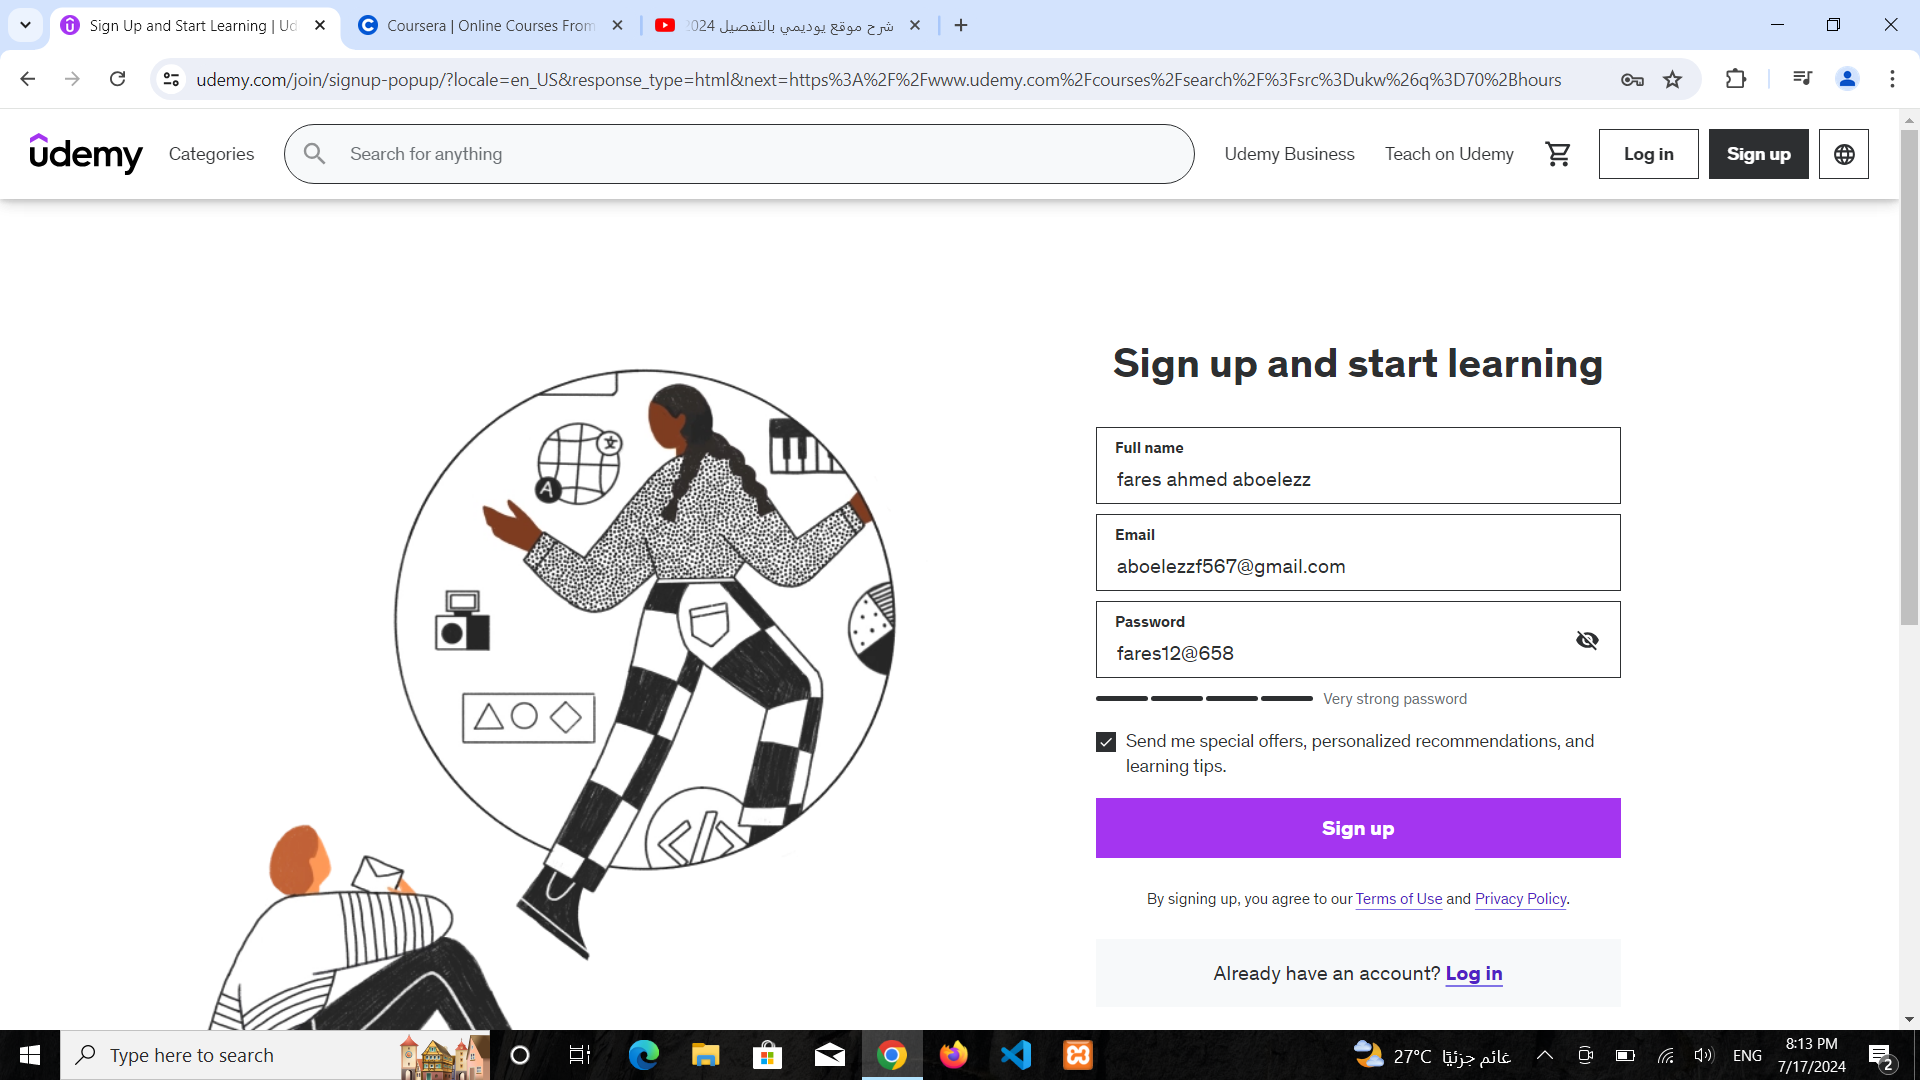 Sign Up and Start Learning | Ud
Coursera | Online Courses From
شرح موقع يوديمي بالتفصيل 2024
udemy.com/join/signup-popup/?locale=en_US&response_type=html&next=https%3A%2F%2Fwww.udemy.com%2Fcourses%2Fsearch%2F%3Fsrc%3Dukw%26q%3D70%2Bhours
udemy
Categories
Search for anything
Udemy Business
Teach on Udemy
Log in
Sign up
Sign up and start learning
Full name
fares ahmed aboelezz
Email
aboelezzf567@gmail.com
Password
fares12@658
Very strong password
Send me special offers, personalized recommendations, and
learning tips.
Sign up
By signing up, you agree to our Terms of Use and Privacy Policy.
Already have an account? Log in
A
文
</>
Type here to search
27°C غائم جزئيًا
ENG
8:13 PM
7/17/2024
2